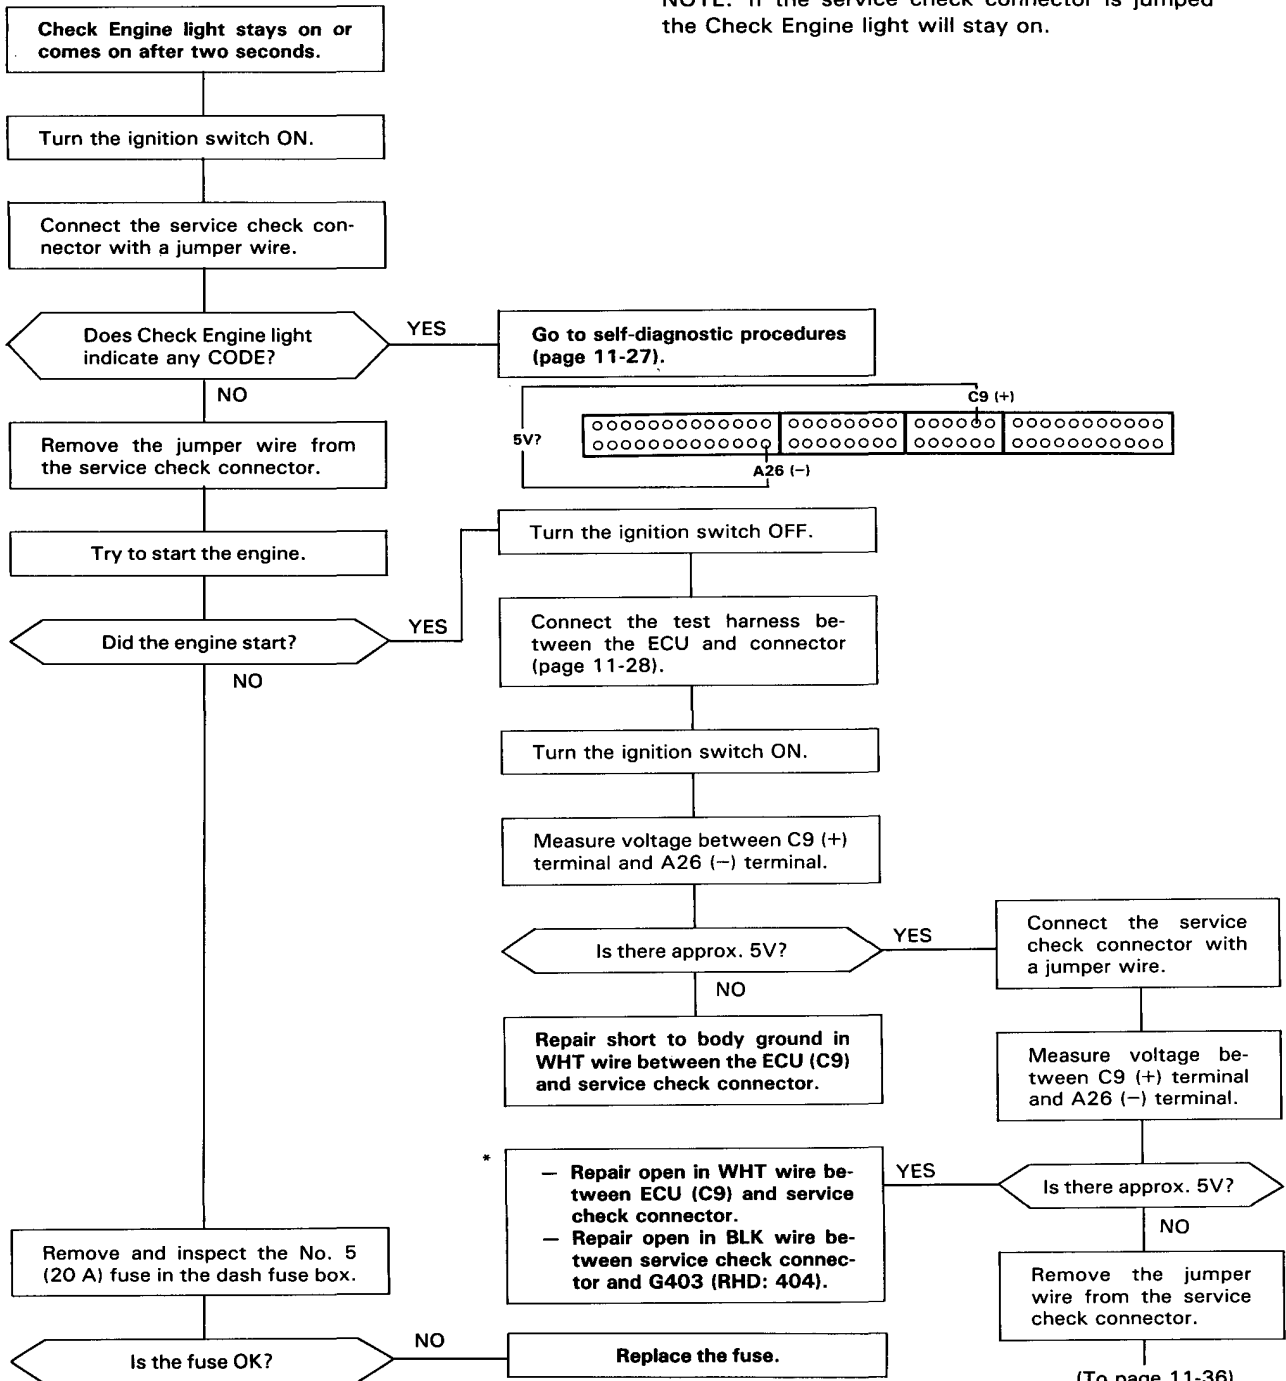 NOTE: If the service check connector is jumped
the Check Engine light will stay on.
Check Engine light stays on or
comes on after two seconds.
Turn the ignition switch ON.
Connect the service check con-
nector with a jumper wire.
Does Check Engine light
indicate any CODE?
YES
Go to self-diagnostic procedures
(page 11-27).
NO
C9 (+)
5V?
A26 (−)
Remove the jumper wire from
the service check connector.
Try to start the engine.
Did the engine start?
YES
NO
Turn the ignition switch OFF.
Connect the test harness be-
tween the ECU and connector
(page 11-28).
Turn the ignition switch ON.
Measure voltage between C9 (+)
terminal and A26 (−) terminal.
Is there approx. 5V?
YES
NO
Repair short to body ground in
WHT wire between the ECU (C9)
and service check connector.
Connect the service
check connector with
a jumper wire.
Measure voltage be-
tween C9 (+) terminal
and A26 (−) terminal.
Is there approx. 5V?
YES
NO
*
— Repair open in WHT wire be-
tween ECU (C9) and service
check connector.
— Repair open in BLK wire be-
tween service check connec-
tor and G403 (RHD: 404).
Remove the jumper
wire from the service
check connector.
(To page 11-36)
Remove and inspect the No. 5
(20 A) fuse in the dash fuse box.
Is the fuse OK?
NO
Replace the fuse.